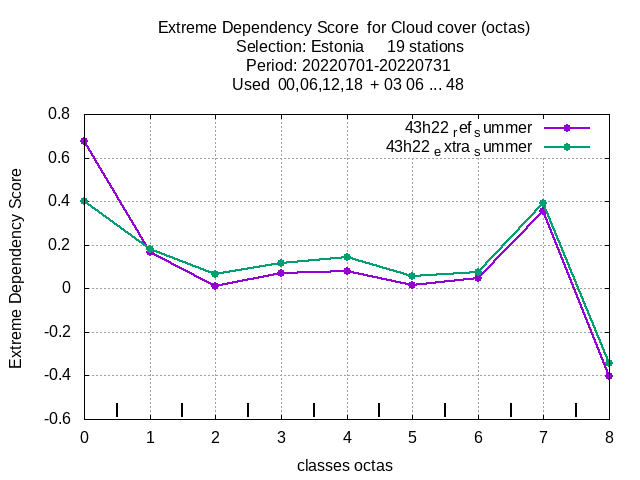 Extreme Dependency Score  for Cloud cover (octas)
Selection: Estonia     19 stations
Period: 20220701-20220731
Used  00,06,12,18  + 03 06 ... 48
43h22 ref summer
43h22 extra summer
Extreme Dependency Score
0.8
0.6
0.4
0.2
0
-0.2
-0.4
-0.6
0 1 2 3 4 5 6 7 8
classes octas